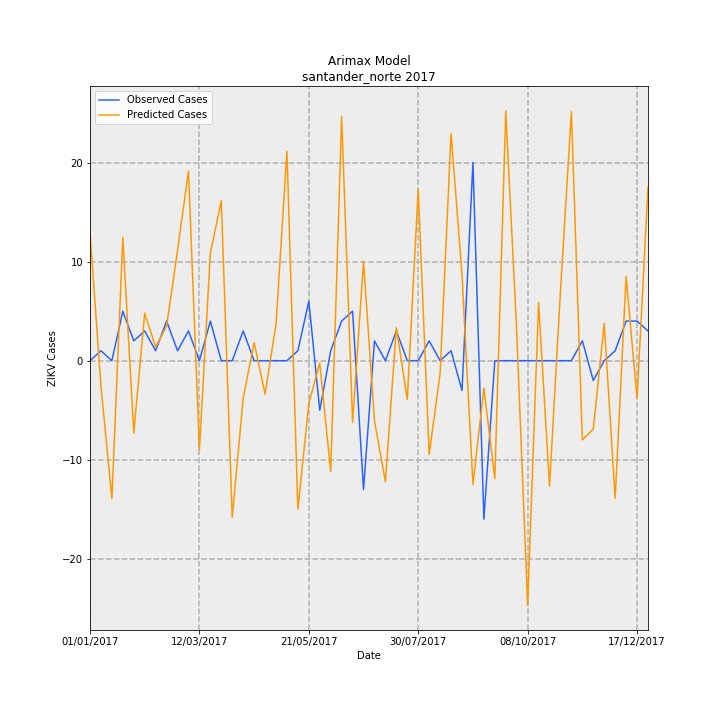 Arimax Model
santander_norte 2017
Observed Cases
Predicted Cases
ZIKV Cases
20
10
0
−10
−20
01/01/2017
12/03/2017
21/05/2017
30/07/2017
08/10/2017
17/12/2017
Date